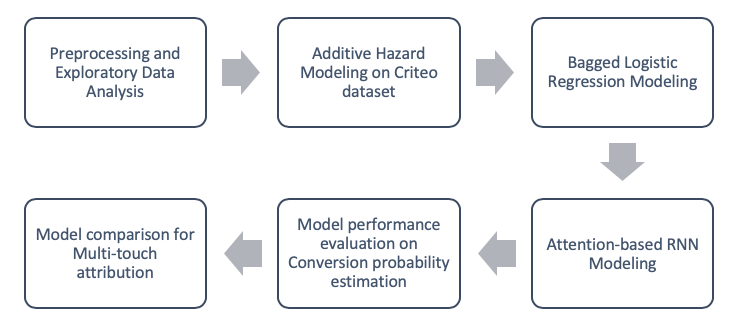 Preprocessing and
Exploratory Data
Analysis
Additive Hazard
Modeling on Criteo
dataset
Bagged Logistic
Regression Modeling
Attention-based RNN
Modeling
Model performance
evaluation on
Conversion probability
estimation
Model comparison for
Multi-touch
attribution